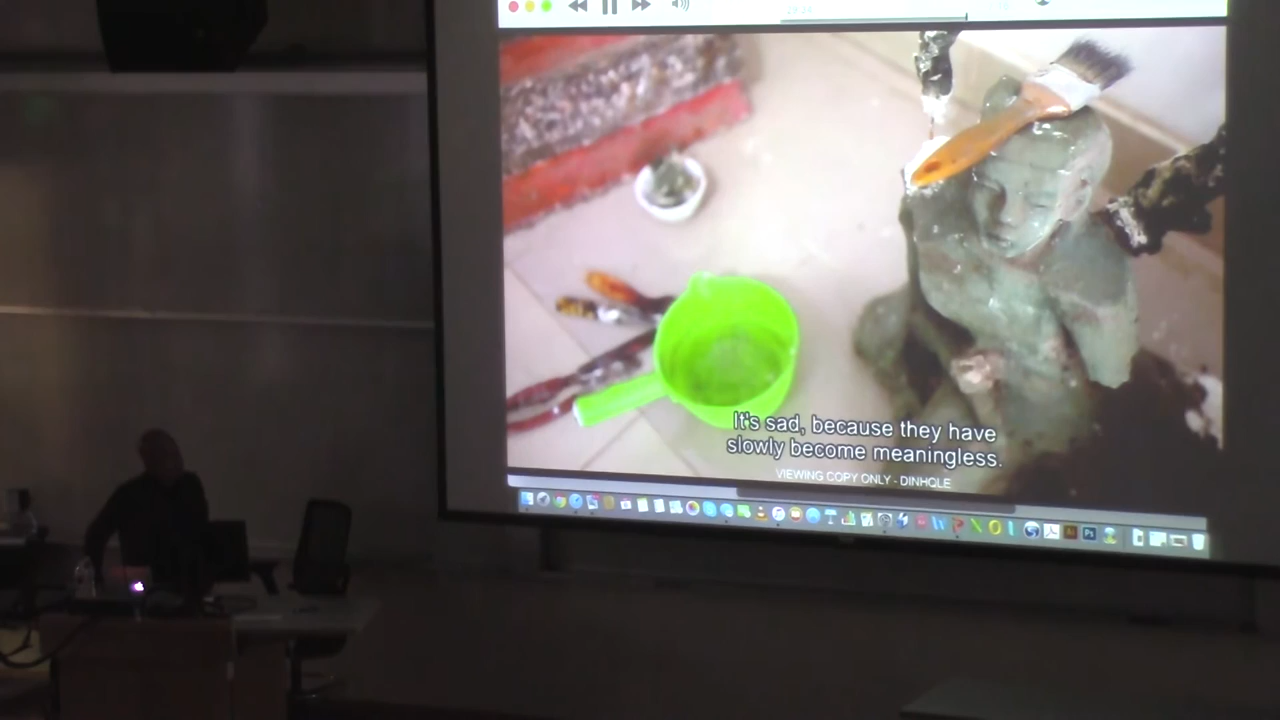 It's sad, because they have
slowly become meaningless.
VIEWING COPY ONLY - DINHQLE